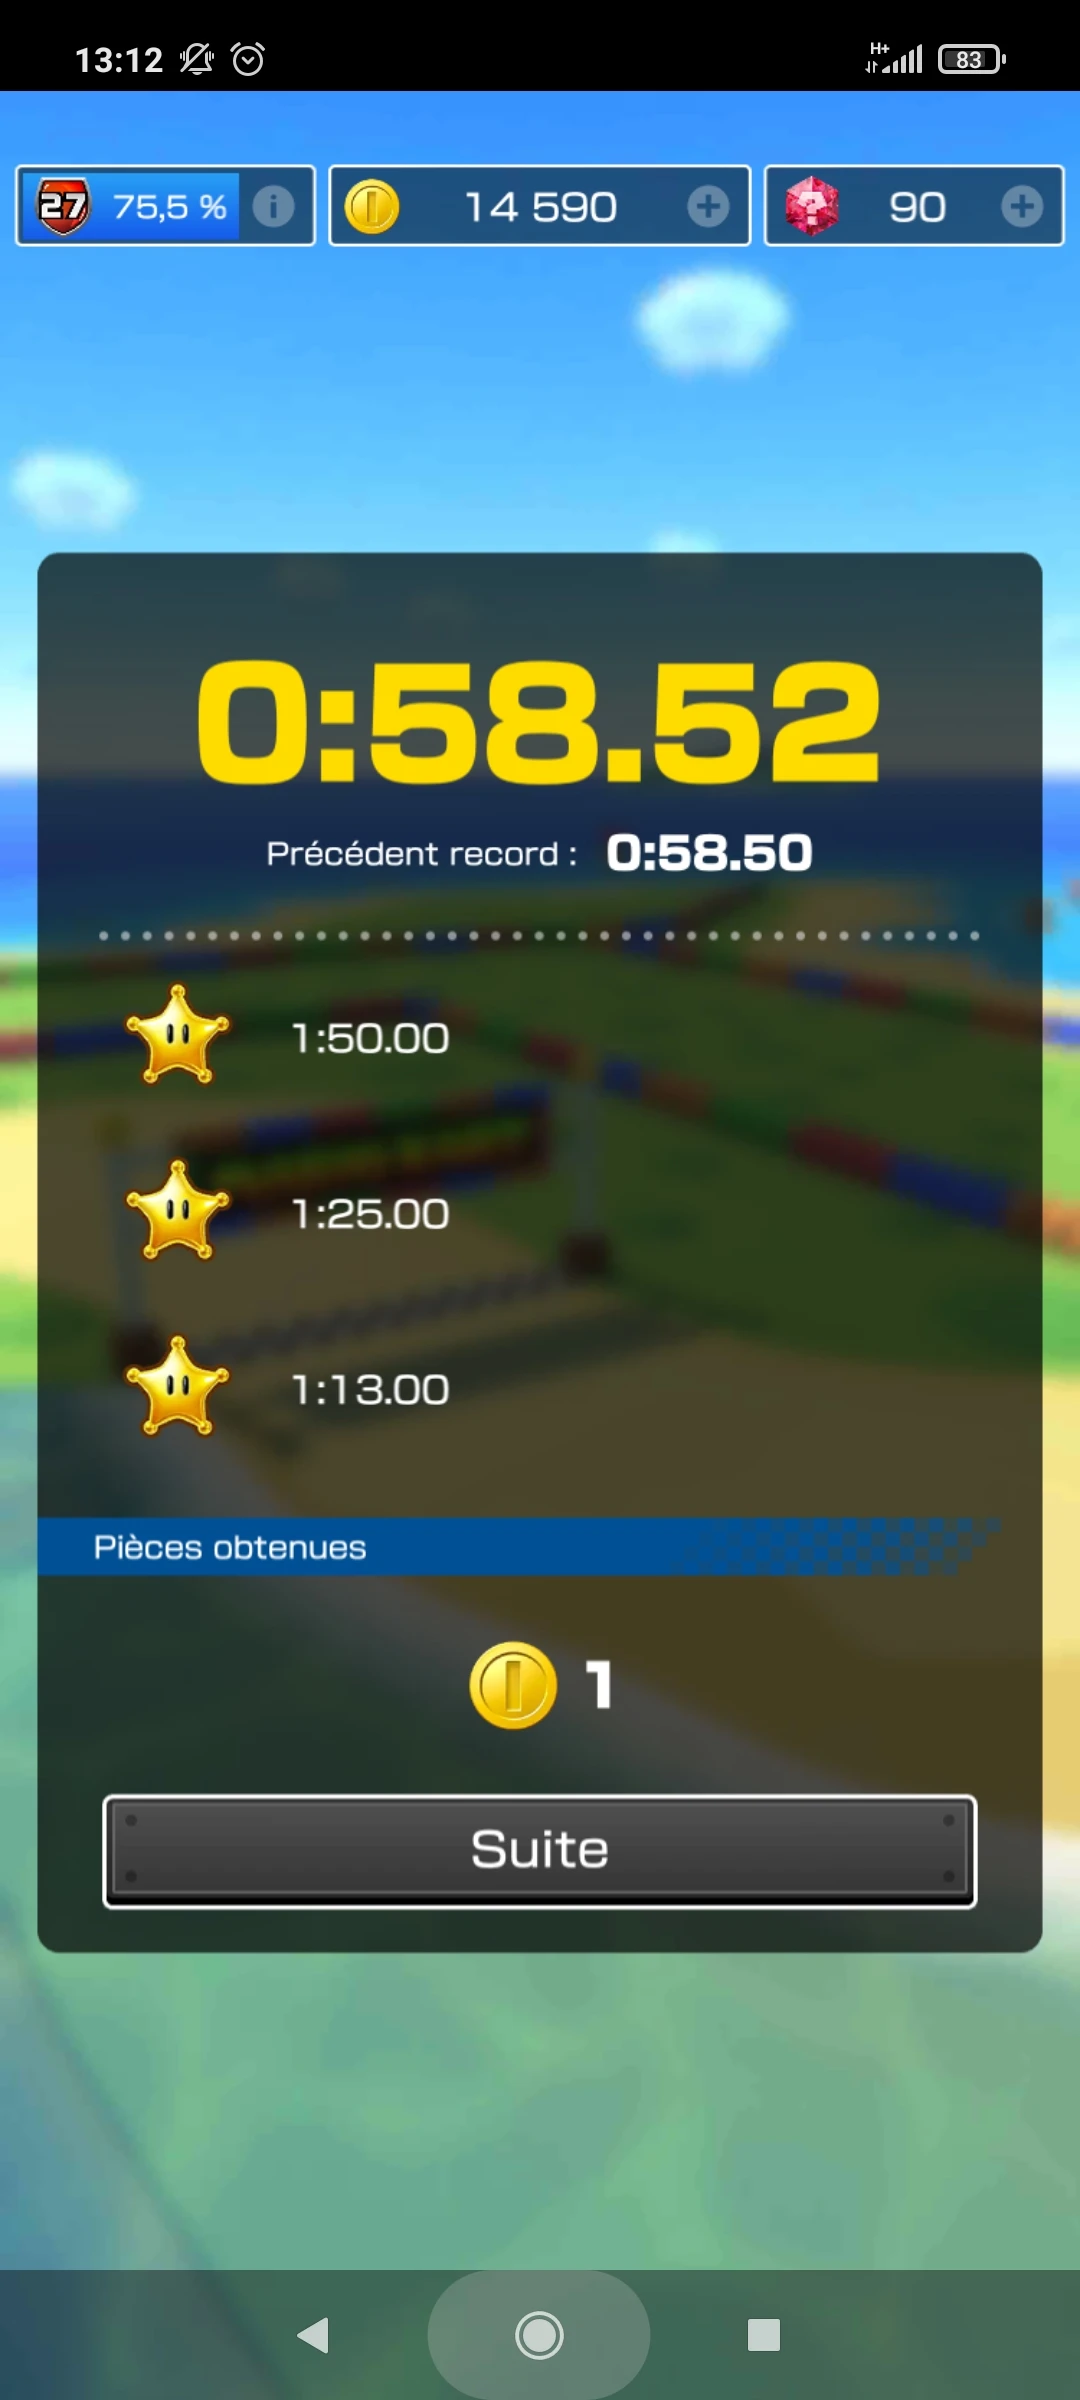 13:12 H+ 83
27 75,5 % i 14 590 + ? 90 +
0:58.52
Précédent record : 0:58.50
1:50.00
1:25.00
1:13.00
Pièces obtenues
1
Suite